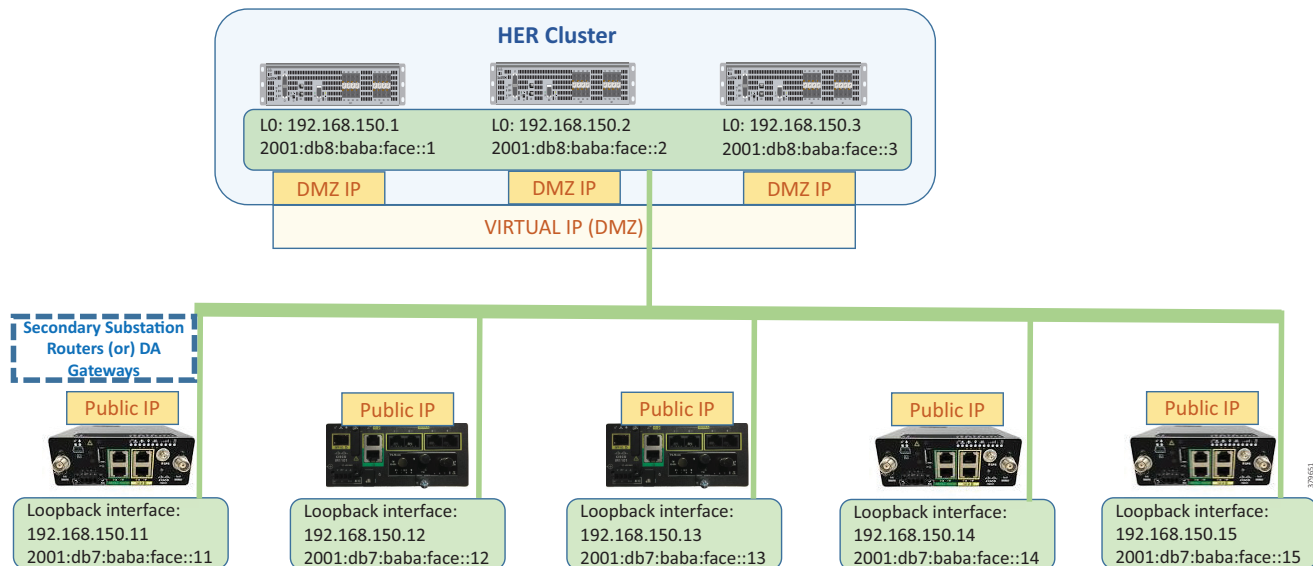 HER Cluster
L0: 192.168.150.1
2001:db8:baba:face::1
L0: 192.168.150.2
2001:db8:baba:face::2
L0: 192.168.150.3
2001:db8:baba:face::3
DMZ IP
DMZ IP
DMZ IP
VIRTUAL IP (DMZ)
Secondary Substation
Routers (or) DA
Gateways
Public IP
Public IP
Public IP
Public IP
Public IP
Loopback interface:
192.168.150.11
2001:db7:baba:face::11
Loopback interface:
192.168.150.12
2001:db7:baba:face::12
Loopback interface:
192.168.150.13
2001:db7:baba:face::13
Loopback interface:
192.168.150.14
2001:db7:baba:face::14
Loopback interface:
192.168.150.15
2001:db7:baba:face::15
379651